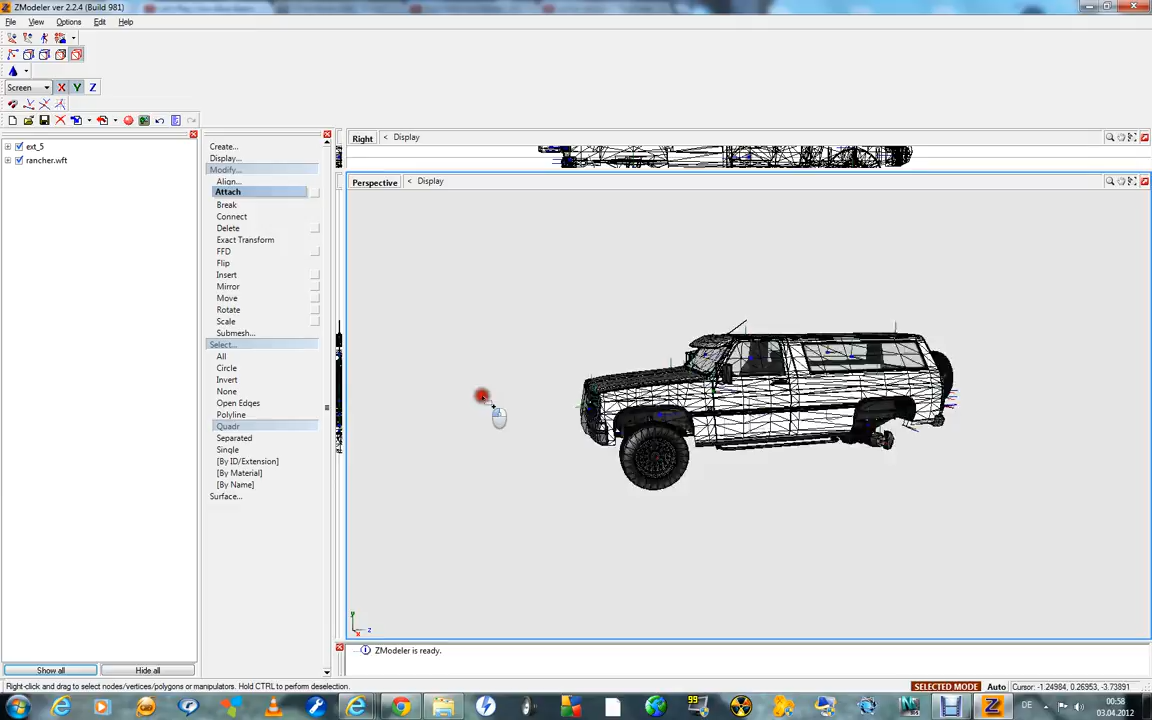 ZModeler ver 2.2.4 (Build 981)
File View Options Edit Help
Screen X Y Z
ext_5
rancher.wft
Create...
Display...
Modify...
Align...
Attach
Break
Connect
Delete
Exact Transform
FFD
Flip
Insert
Mirror
Move
Rotate
Scale
Submesh...
Select...
All
Circle
Invert
None
Open Edges
Polyline
Quadr
Separated
Single
[By ID/Extension]
[By Material]
[By Name]
Surface...
Right < Display
Perspective < Display
y
x z
ZModeler is ready.
Show all Hide all
Right-click and drag to select nodes/vertices/polygons or manipulators. Hold CTRL to perform deselection. SELECTED MODE Auto Cursor: -1.24984, 0.26953, -3.73891
99
DE 00:58
03.04.2012